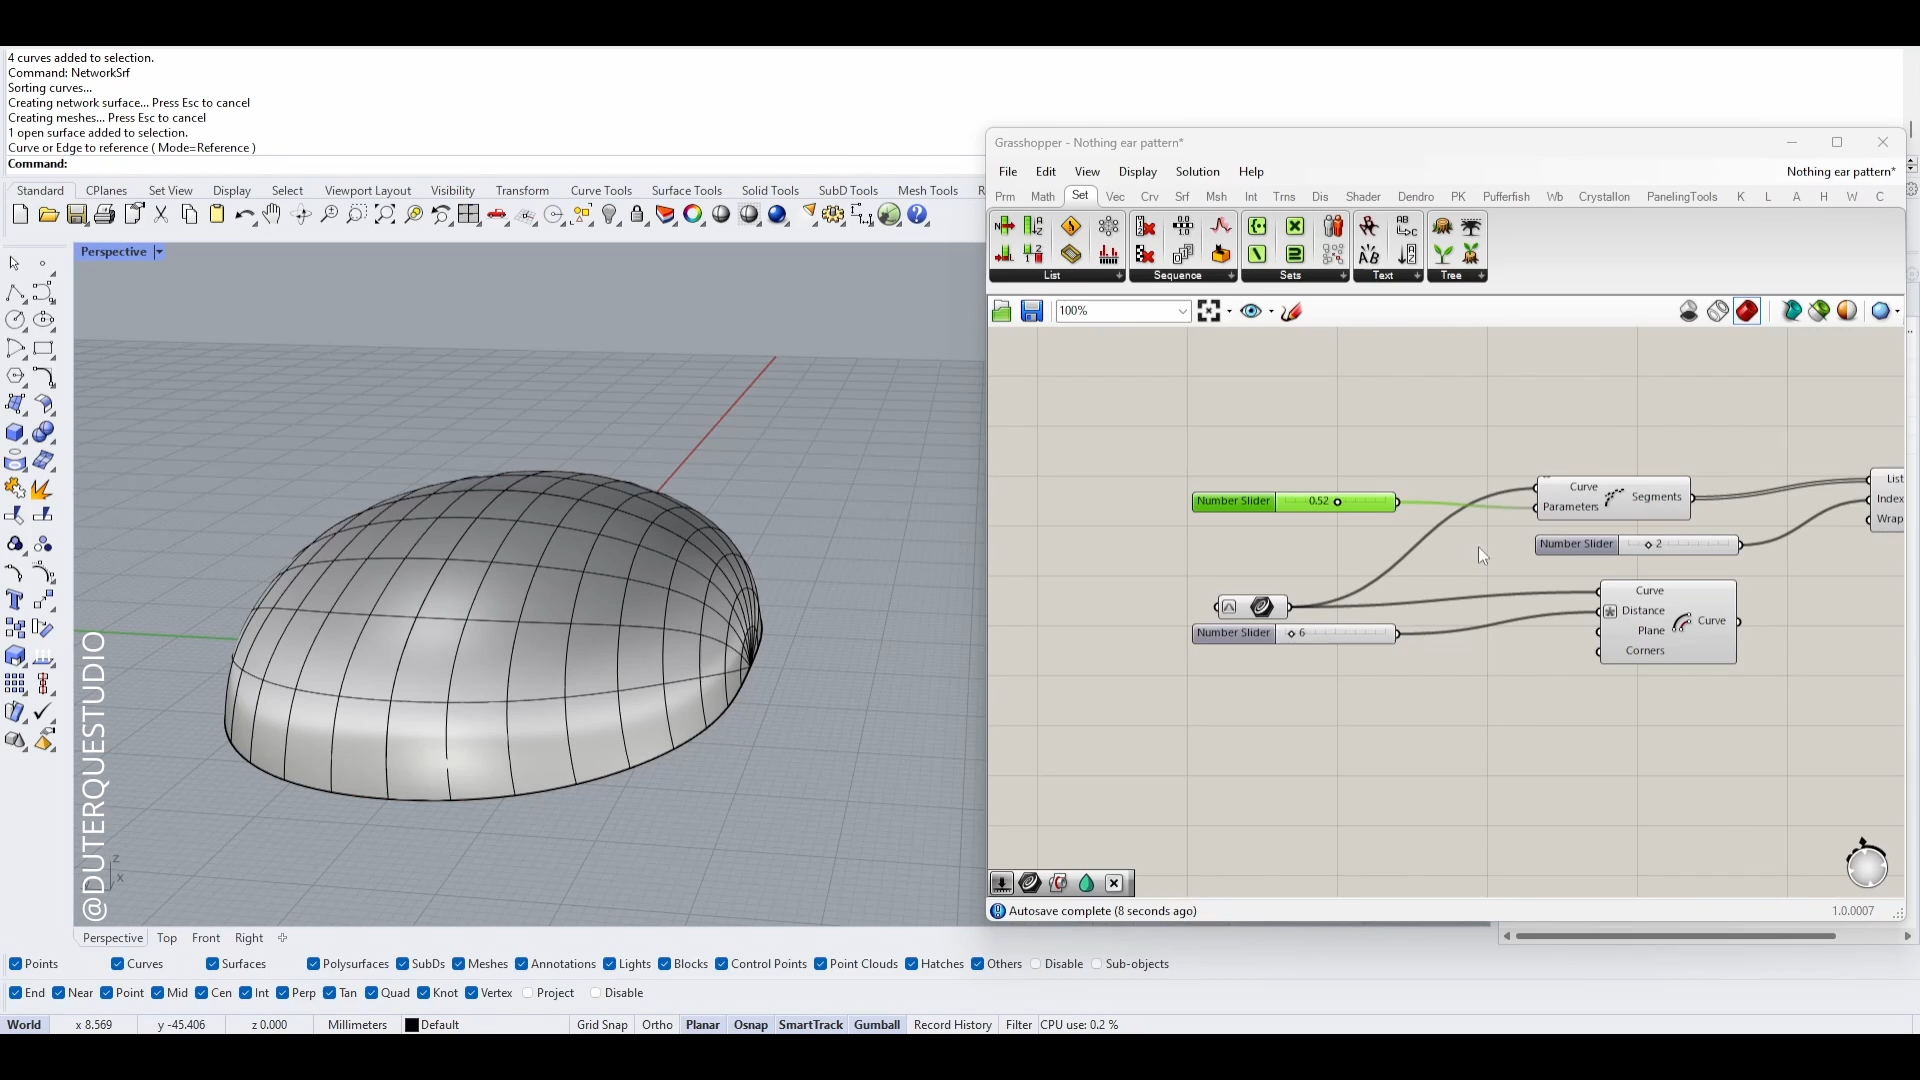 4 curves added to selection.
Command: NetworkSrf
Sorting curves...
Creating network surface... Press Esc to cancel
Creating meshes... Press Esc to cancel
1 open surface added to selection.
Curve or Edge to reference ( Mode=Reference )
Command:
Standard CPlanes Set View Display Select Viewport Layout Visibility Transform Curve Tools Surface Tools Solid Tools SubD Tools Mesh Tools R
Perspective
@DUTERQUESTUDIO
z
x
Grasshopper - Nothing ear pattern*
File Edit View Display Solution Help Nothing ear pattern*
Prm Math Set Vec Crv Srf Msh Int Trns Dis Shader Dendro PK Pufferfish Wb Crystallon PanelingTools K L A H W C
List Sequence Sets Text Tree
100%
Number Slider 0.52
Curve
Parameters
Segments
List
Index
Wrap
Number Slider 2
Number Slider 6
Curve
Distance
Plane
Corners
Curve
Autosave complete (8 seconds ago) 1.0.0007
Perspective Top Front Right
Points Curves Surfaces Polysurfaces SubDs Meshes Annotations Lights Blocks Control Points Point Clouds Hatches Others Disable Sub-objects
End Near Point Mid Cen Int Perp Tan Quad Knot Vertex Project Disable
World x 8.569 y -45.406 z 0.000 Millimeters Default Grid Snap Ortho Planar Osnap SmartTrack Gumball Record History Filter CPU use: 0.2 %